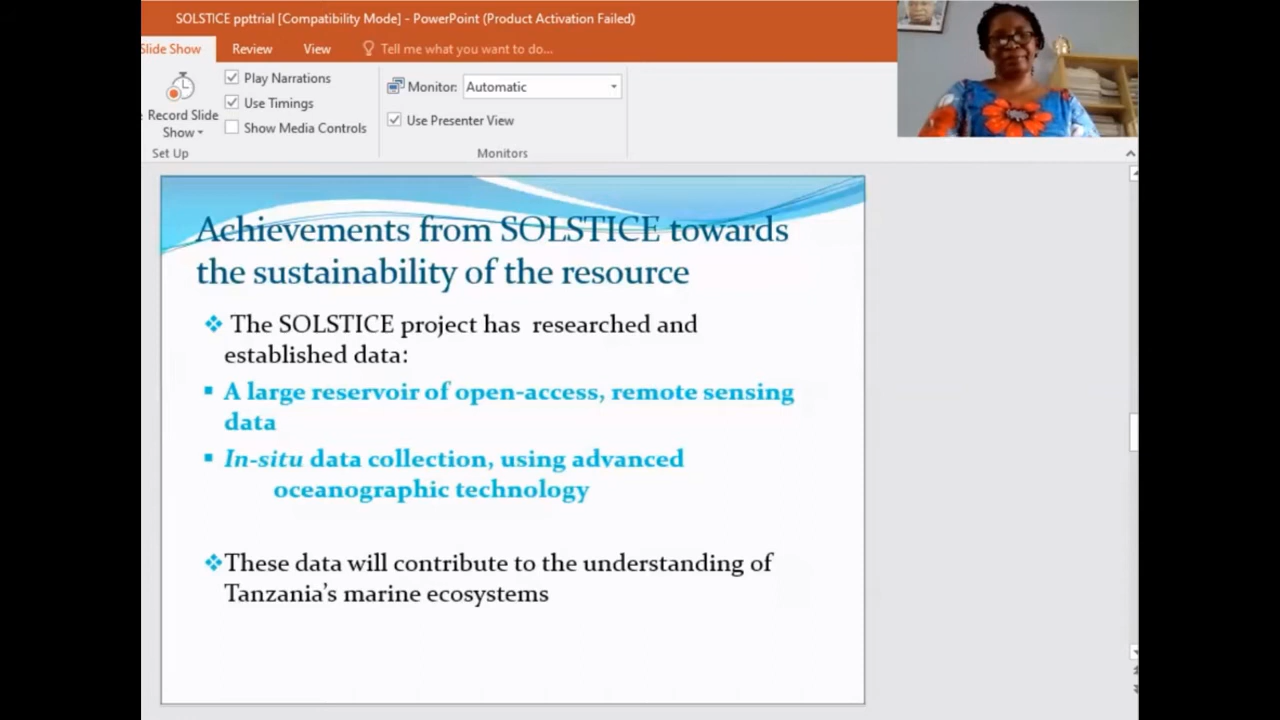 SOLSTICE ppttrial [Compatibility Mode] - PowerPoint (Product Activation Failed)
Slide Show Review View Tell me what you want to do...
Play Narrations
Use Timings
Show Media Controls
Record Slide
Show
Set Up
Monitor: Automatic
Use Presenter View
Monitors
Achievements from SOLSTICE towards
the sustainability of the resource
The SOLSTICE project has researched and
established data:
A large reservoir of open-access, remote sensing
data
In-situ data collection, using advanced
oceanographic technology
These data will contribute to the understanding of
Tanzania's marine ecosystems